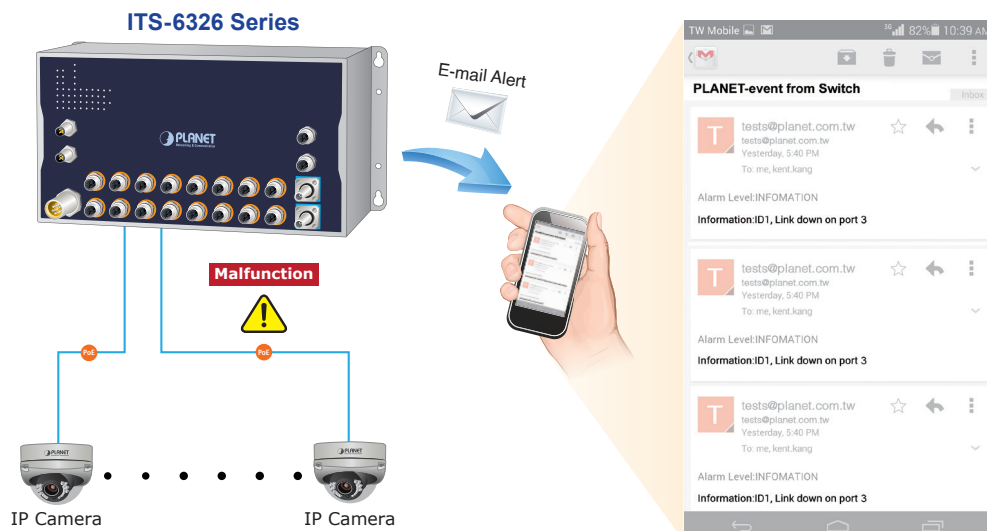 ITS-6326 Series
PLANET
Networking & Communication
E-mail Alert
Malfunction
PoE
PoE
PLANET
PLANET
IP Camera
IP Camera
TW Mobile
3G 82% 10:39 AM
PLANET-event from Switch
Inbox
T
tests@planet.com.tw
tests@planet.com.tw
Yesterday, 5:40 PM
To: me, kent.kang
Alarm Level:INFOMATION
Information:ID1, Link down on port 3
T
tests@planet.com.tw
tests@planet.com.tw
Yesterday, 5:40 PM
To: me, kent.kang
Alarm Level:INFOMATION
Information:ID1, Link down on port 3
T
tests@planet.com.tw
tests@planet.com.tw
Yesterday, 5:40 PM
To: me, kent.kang
Alarm Level:INFOMATION
Information:ID1, Link down on port 3